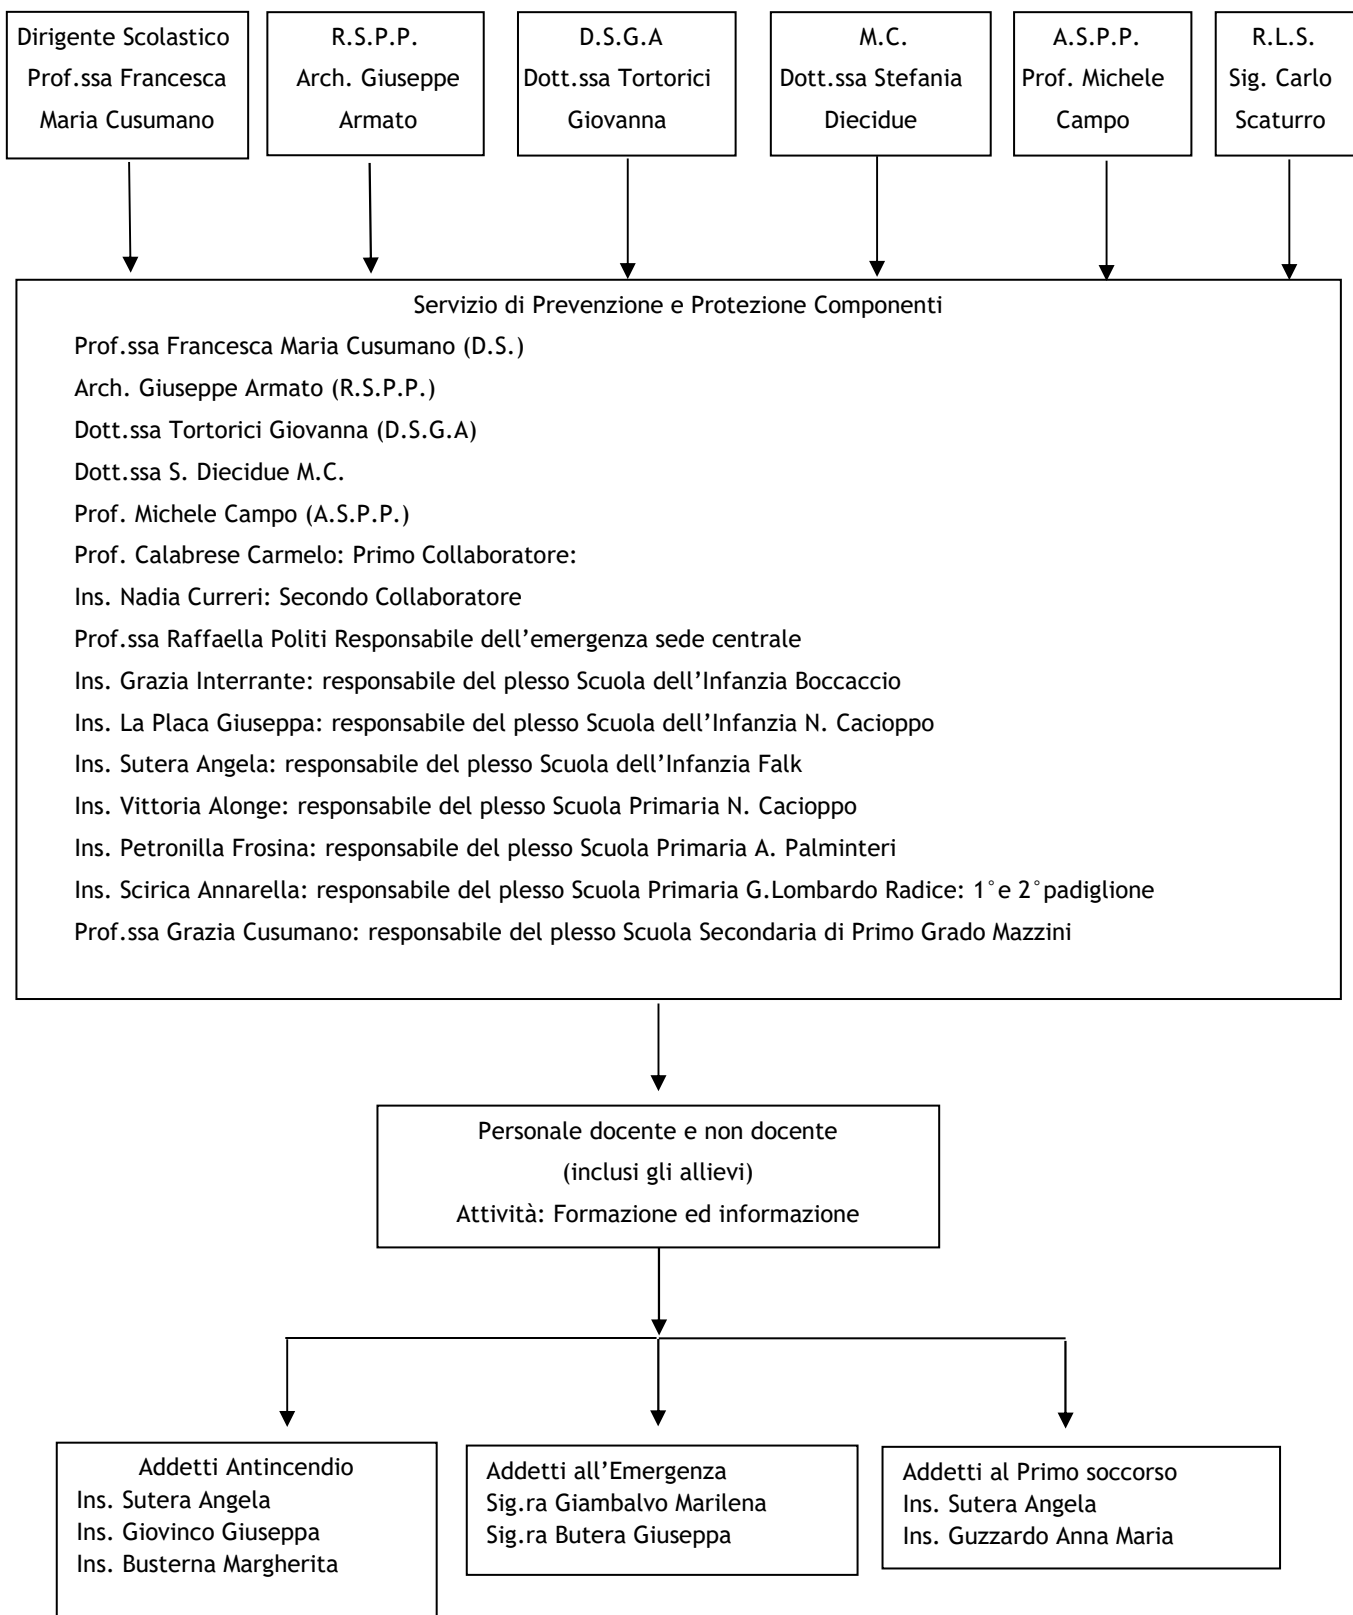 Dirigente Scolastico
Prof.ssa Francesca
Maria Cusumano
R.S.P.P.
Arch. Giuseppe
Armato
D.S.G.A
Dott.ssa Tortorici
Giovanna
M.C.
Dott.ssa Stefania
Diecidue
A.S.P.P.
Prof. Michele
Campo
R.L.S.
Sig. Carlo
Scaturro
Servizio di Prevenzione e Protezione Componenti
Prof.ssa Francesca Maria Cusumano (D.S.)
Arch. Giuseppe Armato (R.S.P.P.)
Dott.ssa Tortorici Giovanna (D.S.G.A)
Dott.ssa S. Diecidue M.C.
Prof. Michele Campo (A.S.P.P.)
Prof. Calabrese Carmelo: Primo Collaboratore:
Ins. Nadia Curreri: Secondo Collaboratore
Prof.ssa Raffaella Politi Responsabile dell’emergenza sede centrale
Ins. Grazia Interrante: responsabile del plesso Scuola dell’Infanzia Boccaccio
Ins. La Placa Giuseppa: responsabile del plesso Scuola dell’Infanzia N. Cacioppo
Ins. Sutera Angela: responsabile del plesso Scuola dell’Infanzia Falk
Ins. Vittoria Alonge: responsabile del plesso Scuola Primaria N. Cacioppo
Ins. Petronilla Frosina: responsabile del plesso Scuola Primaria A. Palminteri
Ins. Scirica Annarella: responsabile del plesso Scuola Primaria G.Lombardo Radice: 1°e 2°padiglione
Prof.ssa Grazia Cusumano: responsabile del plesso Scuola Secondaria di Primo Grado Mazzini
Personale docente e non docente
(inclusi gli allievi)
Attività: Formazione ed informazione
Addetti Antincendio
Ins. Sutera Angela
Ins. Giovinco Giuseppa
Ins. Busterna Margherita
Addetti all’Emergenza
Sig.ra Giambalvo Marilena
Sig.ra Butera Giuseppa
Addetti al Primo soccorso
Ins. Sutera Angela
Ins. Guzzardo Anna Maria